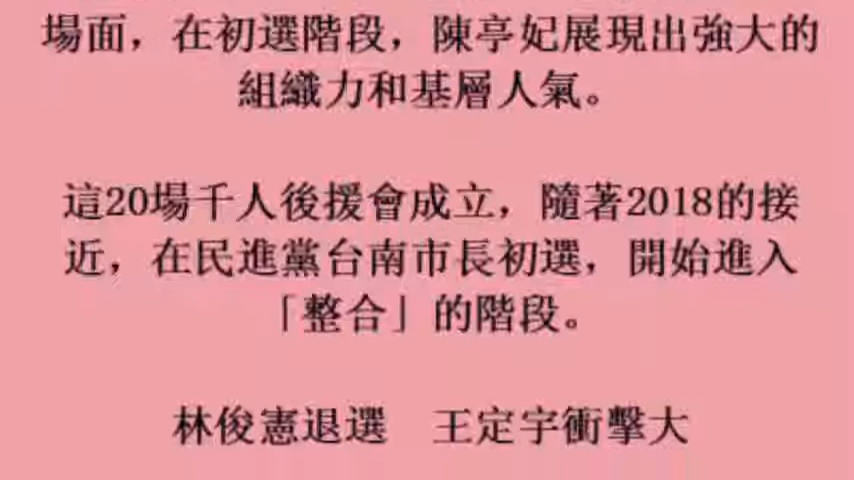 場面，在初選階段，陳亭妃展現出強大的
組織力和基層人氣。
這20場千人後援會成立，隨著2018的接
近，在民進黨台南市長初選，開始進入
「整合」的階段。
林俊憲退選　王定宇衝擊大